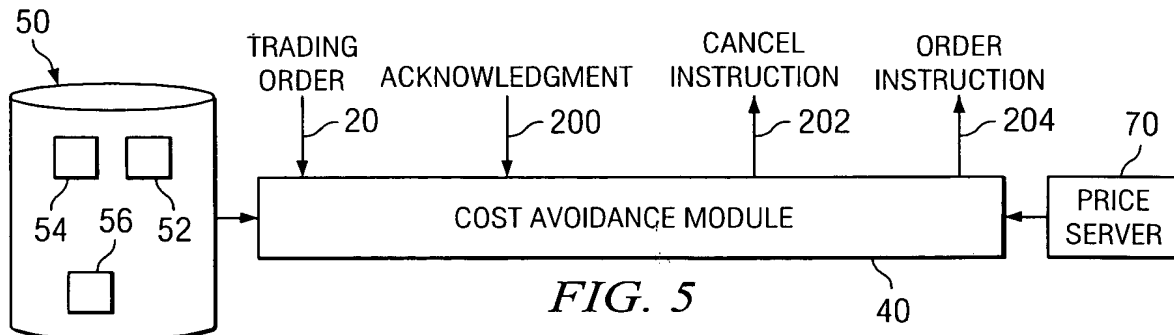 50
TRADING
ORDER
20
ACKNOWLEDGMENT
200
CANCEL
INSTRUCTION
202
ORDER
INSTRUCTION
204
70
54
52
56
COST AVOIDANCE MODULE
PRICE
SERVER
40
FIG. 5